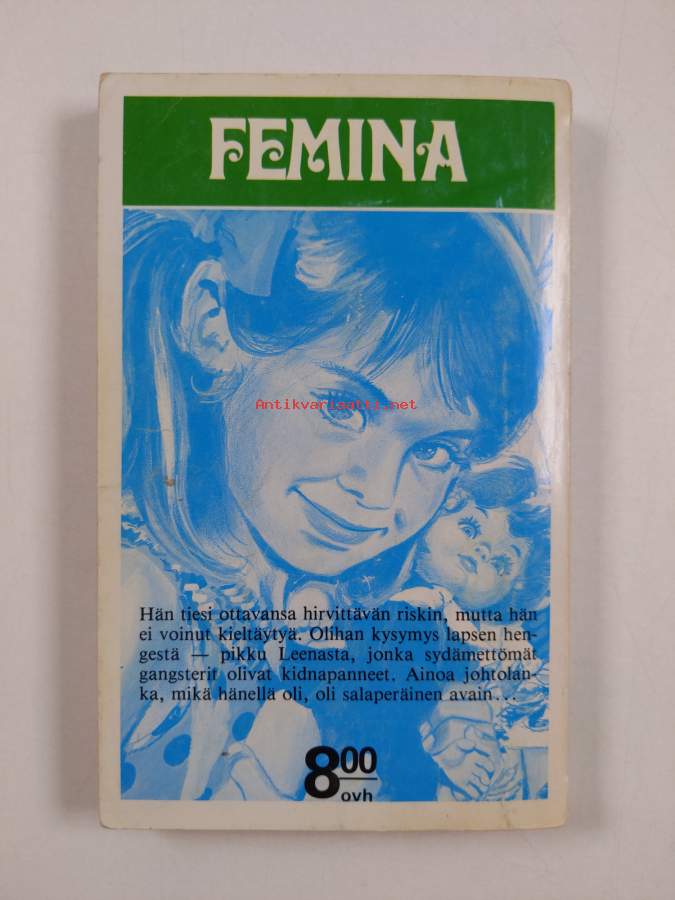 FEMINA
Antikvariaatti.net
Hän tiesi ottavansa hirvittävän riskin, mutta hän
ei voinut kieltäytyä. Olihan kysymys lapsen hen-
gestä — pikku Leenasta, jonka sydämettömät
gangsterit olivat kidnapanneet. Ainoa johtolan-
ka, mikä hänellä oli, oli salaperäinen avain...
8 00
ovh